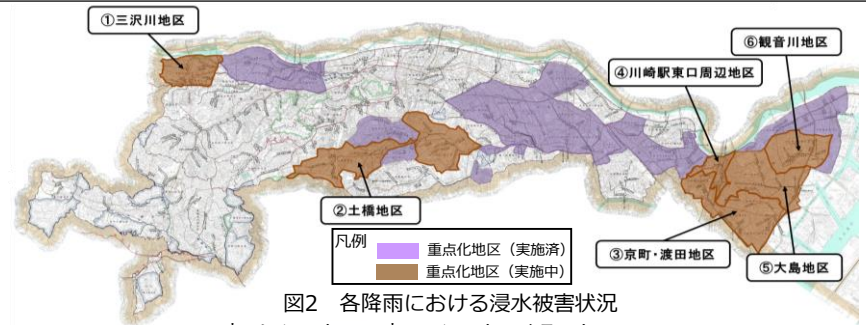 ①三沢川地区
⑥観音川地区
④川崎駅東口周辺地区
②土橋地区
凡例
重点化地区（実施済）
重点化地区（実施中）
③京町・渡田地区
⑤大島地区
図2　各降雨における浸水被害状況